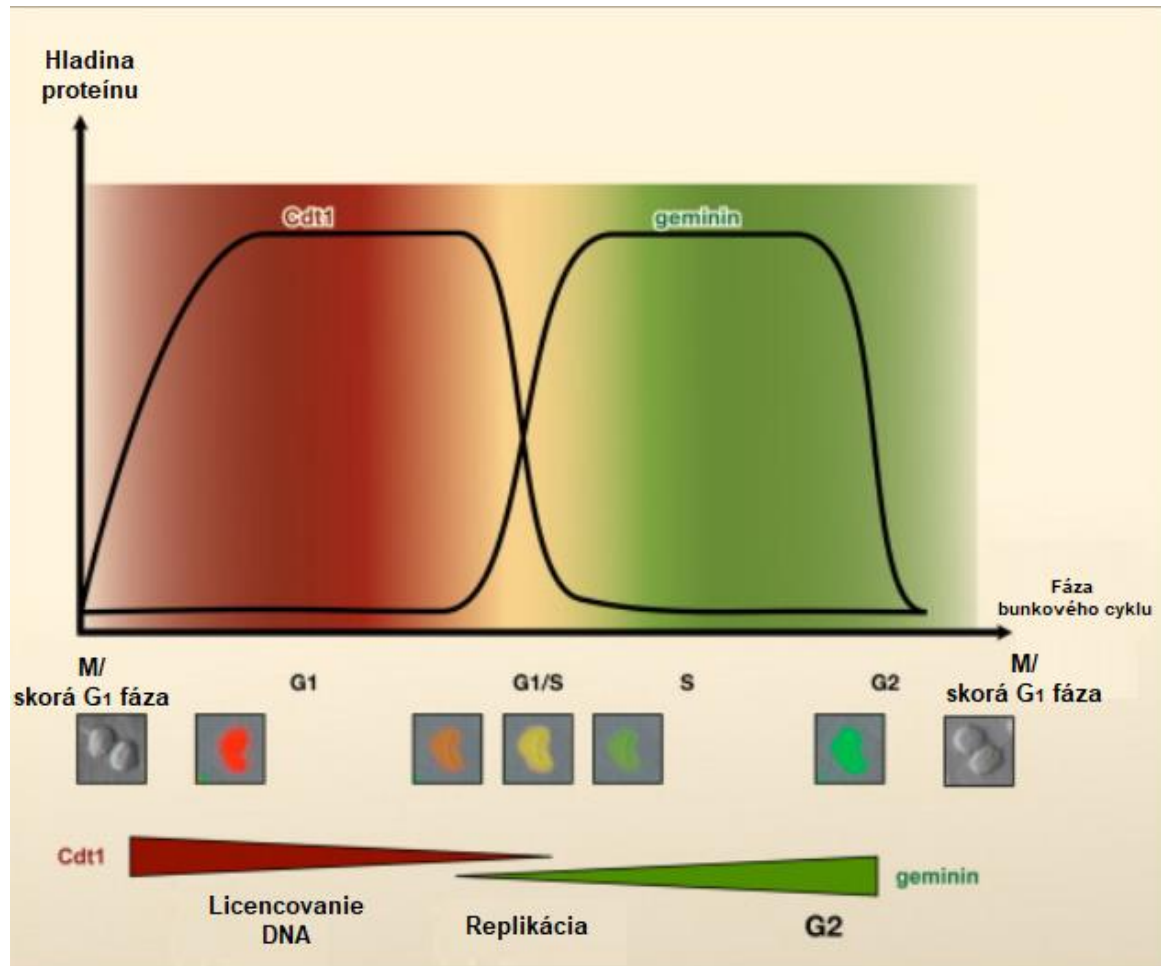 Hladina
proteínu
Cdt1
geminin
Fáza
bunkového cyklu
M/
skorá G1 fáza
G1
G1/S
S
G2
M/
skorá G1 fáza
Cdt1
geminin
Licencovanie
DNA
Replikácia
G2